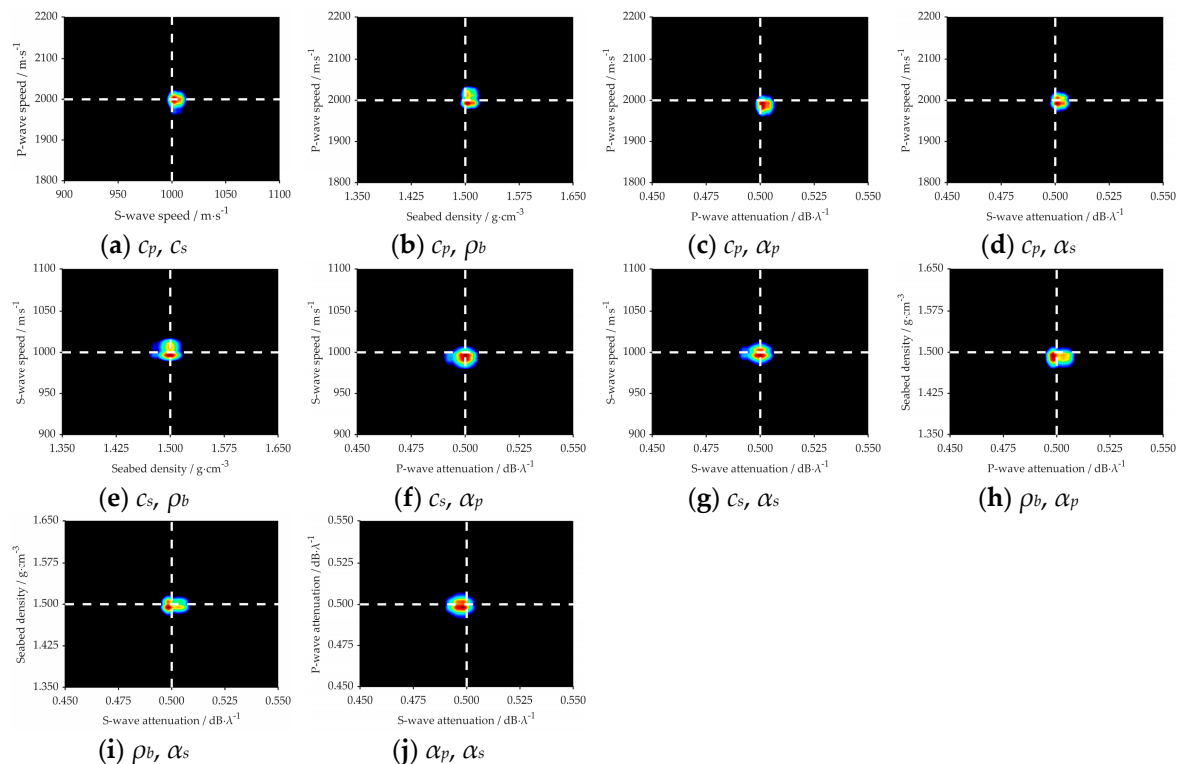 2200
2100
2000
1900
1800
P-wave speed / m·s⁻¹
900 950 1000 1050 1100
S-wave speed / m·s⁻¹
(a) cₚ, cₛ
2200
2100
2000
1900
1800
P-wave speed / m·s⁻¹
1.350 1.425 1.500 1.575 1.650
Seabed density / g·cm⁻³
(b) cₚ, ρb
2200
2100
2000
1900
1800
P-wave speed / m·s⁻¹
0.450 0.475 0.500 0.525 0.550
P-wave attenuation / dB·λ⁻¹
(c) cₚ, αₚ
2200
2100
2000
1900
1800
P-wave speed / m·s⁻¹
0.450 0.475 0.500 0.525 0.550
S-wave attenuation / dB·λ⁻¹
(d) cₚ, αₛ
1100
1050
1000
950
900
S-wave speed / m·s⁻¹
1.350 1.425 1.500 1.575 1.650
Seabed density / g·cm⁻³
(e) cₛ, ρb
1100
1050
1000
950
900
S-wave speed / m·s⁻¹
0.450 0.475 0.500 0.525 0.550
P-wave attenuation / dB·λ⁻¹
(f) cₛ, αₚ
1100
1050
1000
950
900
S-wave speed / m·s⁻¹
0.450 0.475 0.500 0.525 0.550
S-wave attenuation / dB·λ⁻¹
(g) cₛ, αₛ
1.650
1.575
1.500
1.425
1.350
Seabed density / g·cm⁻³
0.450 0.475 0.500 0.525 0.550
P-wave attenuation / dB·λ⁻¹
(h) ρb, αₚ
1.650
1.575
1.500
1.425
1.350
Seabed density / g·cm⁻³
0.450 0.475 0.500 0.525 0.550
S-wave attenuation / dB·λ⁻¹
(i) ρb, αₛ
0.550
0.525
0.500
0.475
0.450
P-wave attenuation / dB·λ⁻¹
0.450 0.475 0.500 0.525 0.550
S-wave attenuation / dB·λ⁻¹
(j) αₚ, αₛ